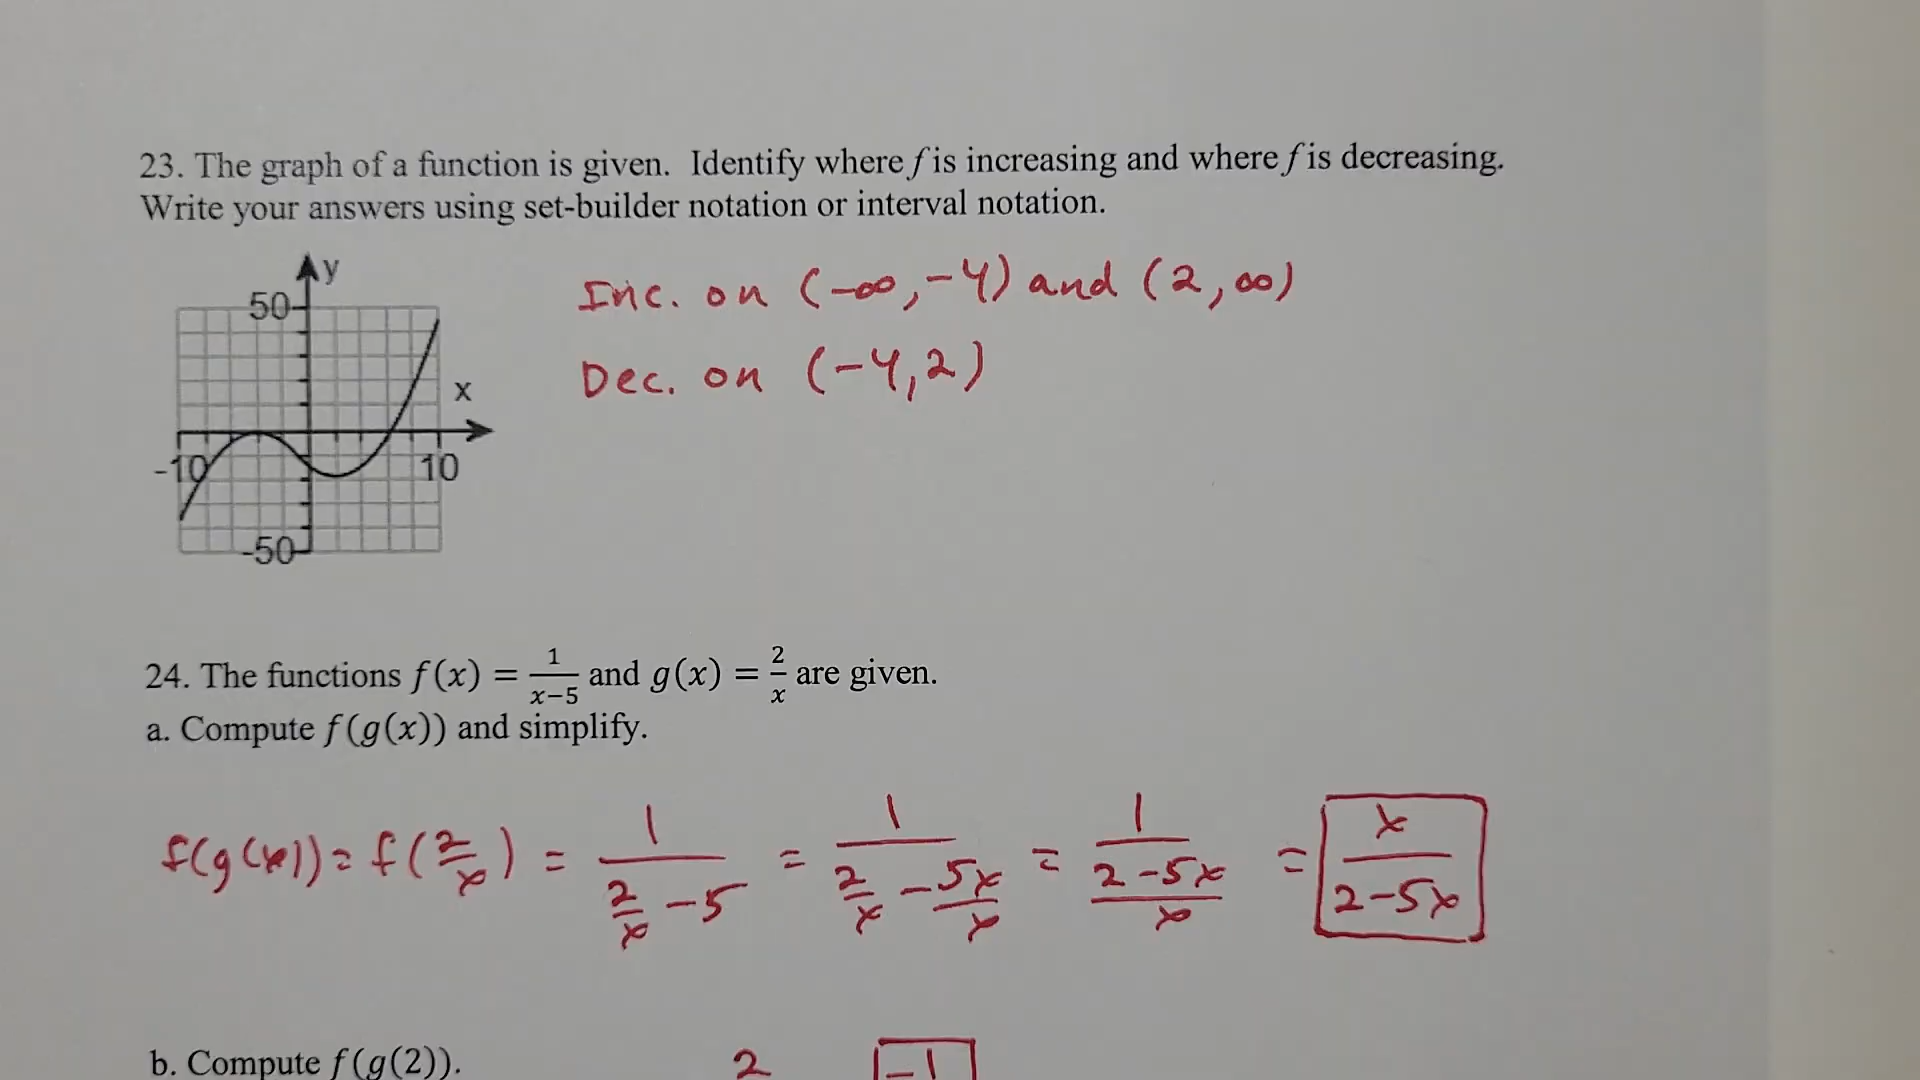 23. The graph of a function is given. Identify where f is increasing and where f is decreasing.
Write your answers using set-builder notation or interval notation.
y
50
x
-10
10
-50
Inc. on (-∞,-4) and (2,∞)
Dec. on (-4,2)
24. The functions f(x) = 1/(x−5) and g(x) = 2/x are given.
a. Compute f(g(x)) and simplify.
f(g(x)) = f(2/x) = 1/(2/x - 5) = 1/(2/x - 5x/x) = 1/((2-5x)/x) = x/(2-5x)
b. Compute f(g(2)). 2 -1